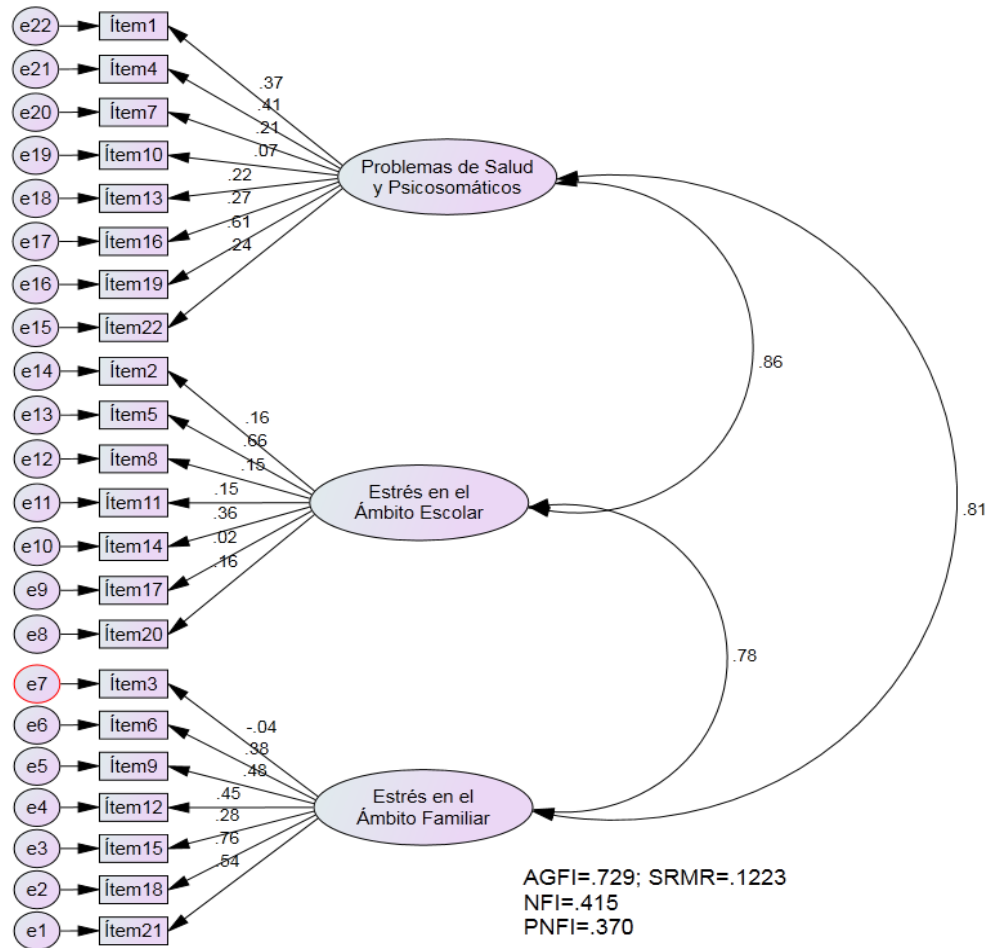 e22 Ítem1
e21 Ítem4
e20 Ítem7
e19 Ítem10
e18 Ítem13
e17 Ítem16
e16 Ítem19
e15 Ítem22
.37
.41
.21
.07
.22
.27
.61
.24
Problemas de Salud
y Psicosomáticos
e14 Ítem2
e13 Ítem5
e12 Ítem8
e11 Ítem11
e10 Ítem14
e9 Ítem17
e8 Ítem20
.16
.66
.15
.15
.36
.02
.16
Estrés en el
Ámbito Escolar
e7 Ítem3
e6 Ítem6
e5 Ítem9
e4 Ítem12
e3 Ítem15
e2 Ítem18
e1 Ítem21
-.04
.38
.48
.45
.28
.76
.54
Estrés en el
Ámbito Familiar
.86
.81
.78
AGFI=.729; SRMR=.1223
NFI=.415
PNFI=.370